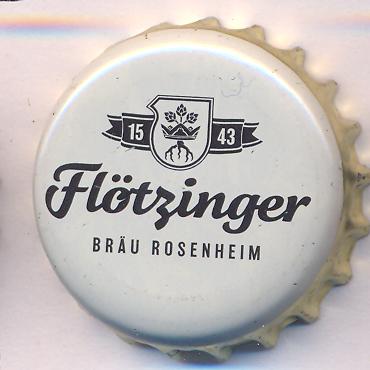 15 43
Flötzinger
BRÄU ROSENHEIM